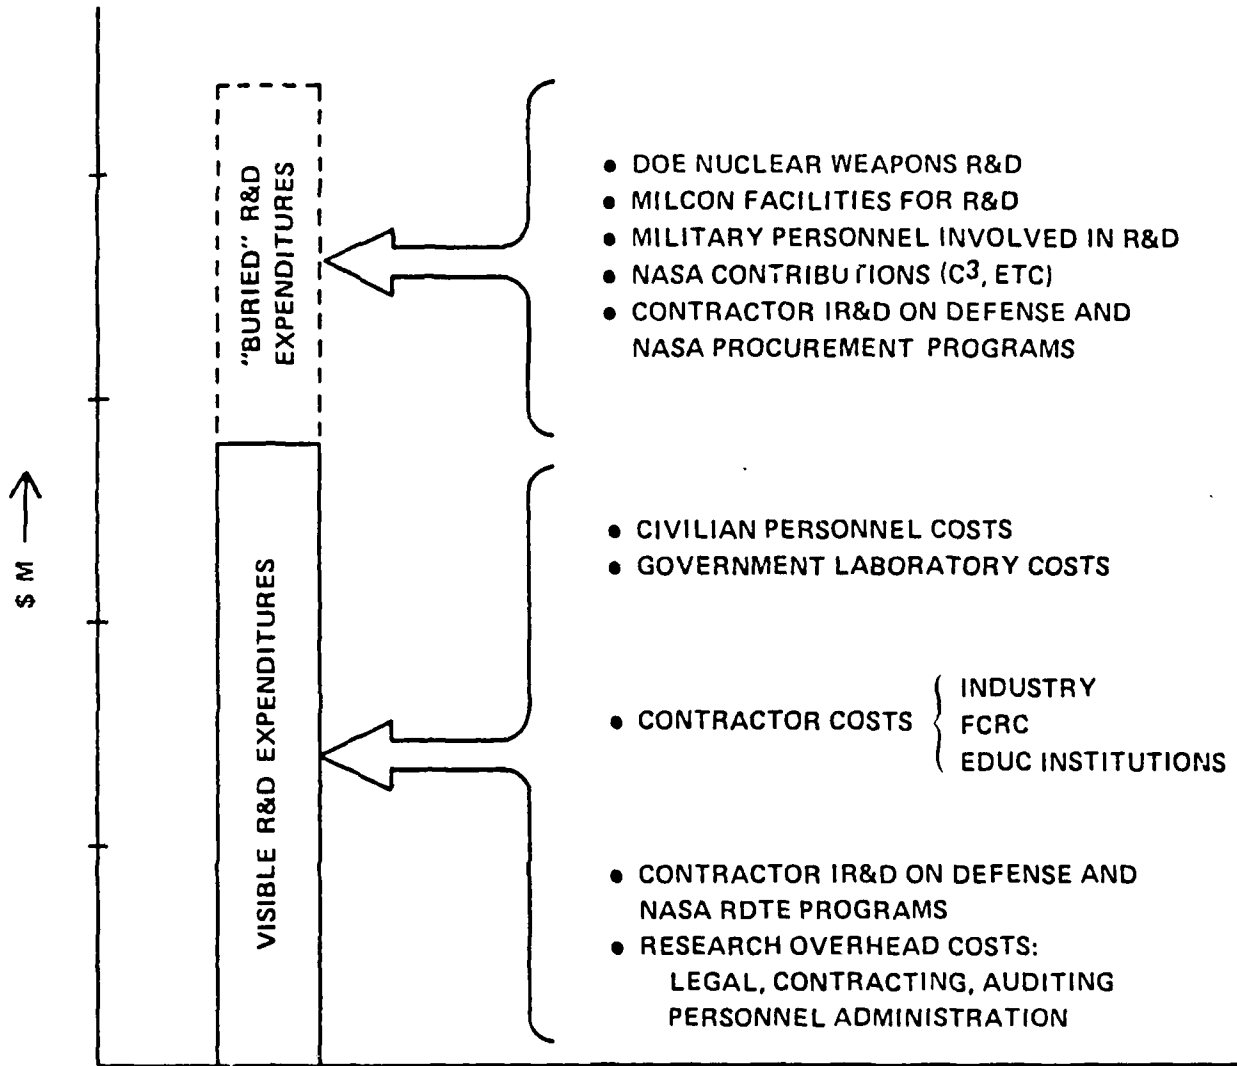 $ M
"BURIED" R&D
EXPENDITURES
• DOE NUCLEAR WEAPONS R&D
• MILCON FACILITIES FOR R&D
• MILITARY PERSONNEL INVOLVED IN R&D
• NASA CONTRIBUTIONS (C³, ETC)
• CONTRACTOR IR&D ON DEFENSE AND
NASA PROCUREMENT PROGRAMS
VISIBLE R&D EXPENDITURES
• CIVILIAN PERSONNEL COSTS
• GOVERNMENT LABORATORY COSTS
• CONTRACTOR COSTS
INDUSTRY
FCRC
EDUC INSTITUTIONS
• CONTRACTOR IR&D ON DEFENSE AND
NASA RDTE PROGRAMS
• RESEARCH OVERHEAD COSTS:
LEGAL, CONTRACTING, AUDITING
PERSONNEL ADMINISTRATION